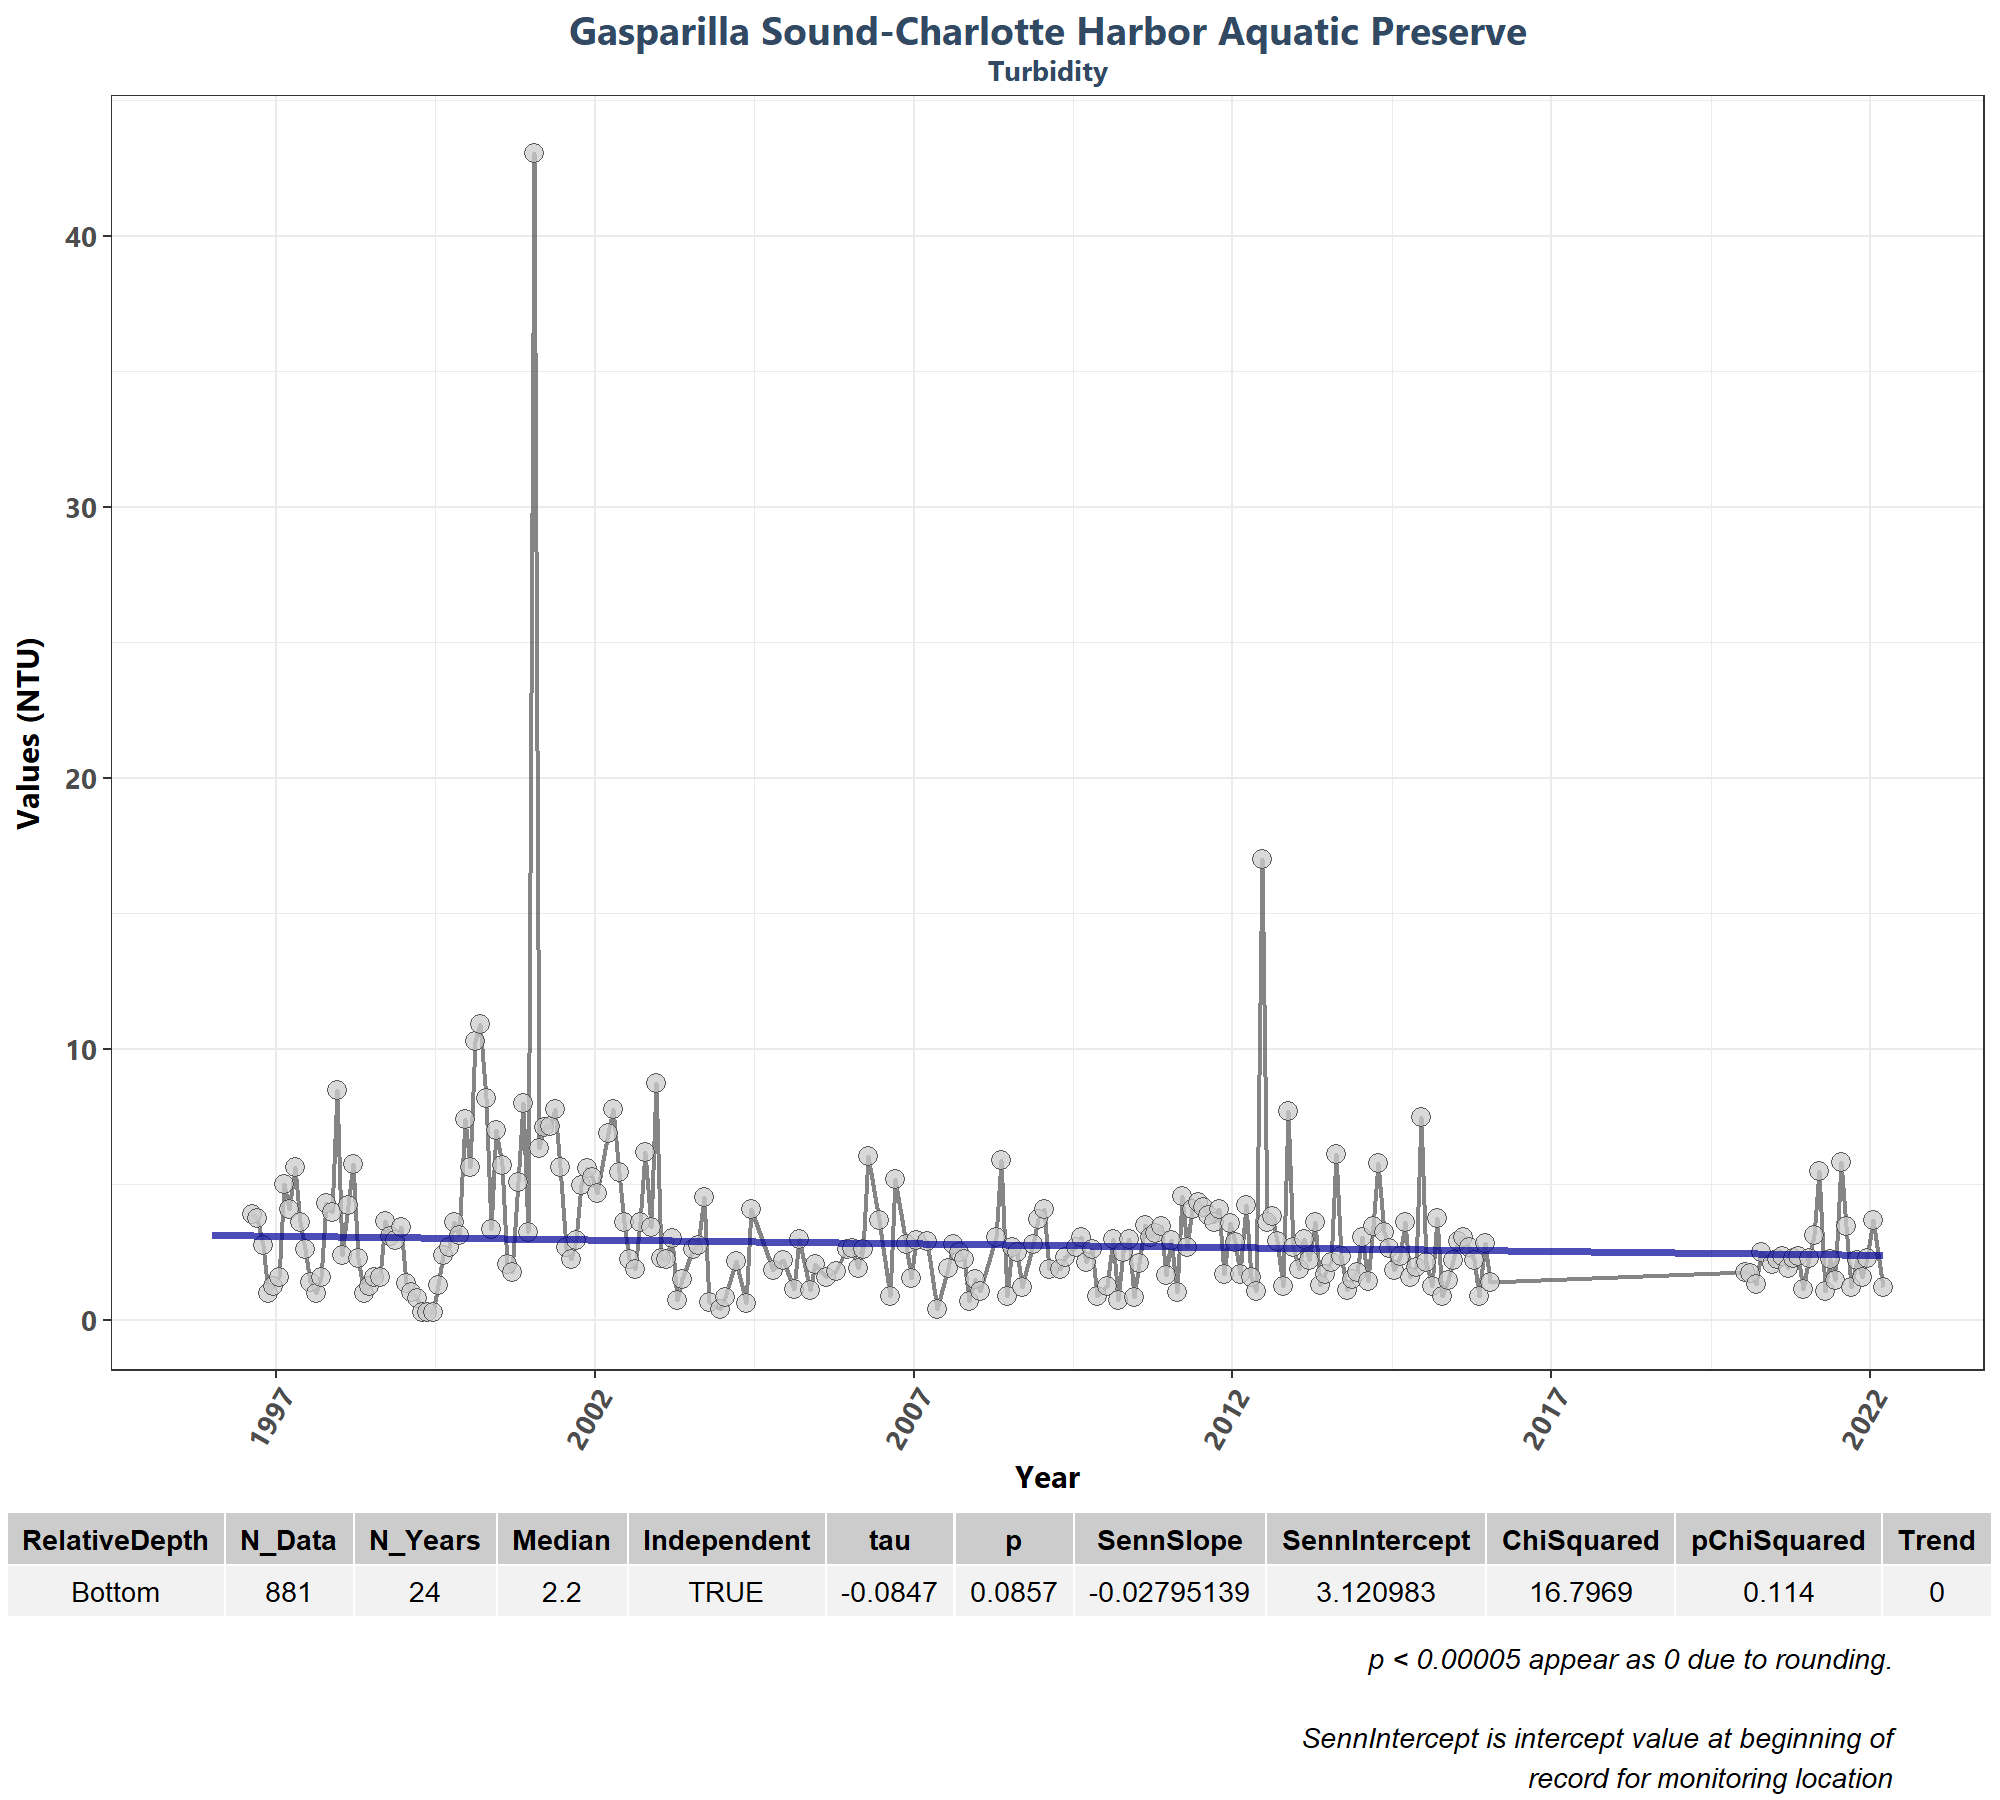 Gasparilla Sound-Charlotte Harbor Aquatic Preserve
Turbidity
Values (NTU)
40
30
20
10
0
1997 2002 2007 2012 2017 2022
Year
RelativeDepth N_Data N_Years Median Independent tau p SennSlope SennIntercept ChiSquared pChiSquared Trend
Bottom 881 24 2.2 TRUE -0.0847 0.0857 -0.02795139 3.120983 16.7969 0.114 0
p < 0.00005 appear as 0 due to rounding.
SennIntercept is intercept value at beginning of
record for monitoring location